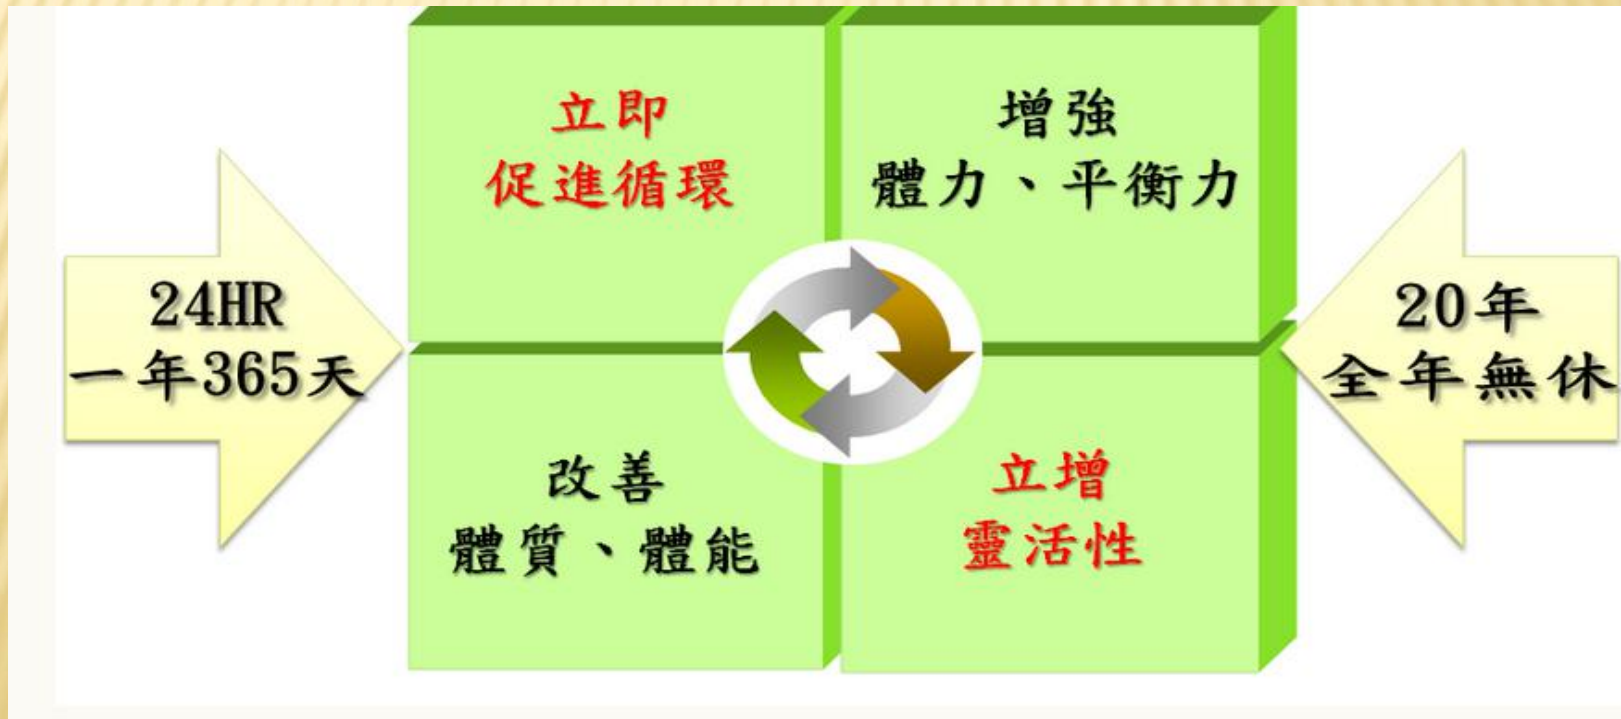 立即
促進循環
增強
體力、平衡力
24HR
一年365天
20年
全年無休
改善
體質、體能
立增
靈活性